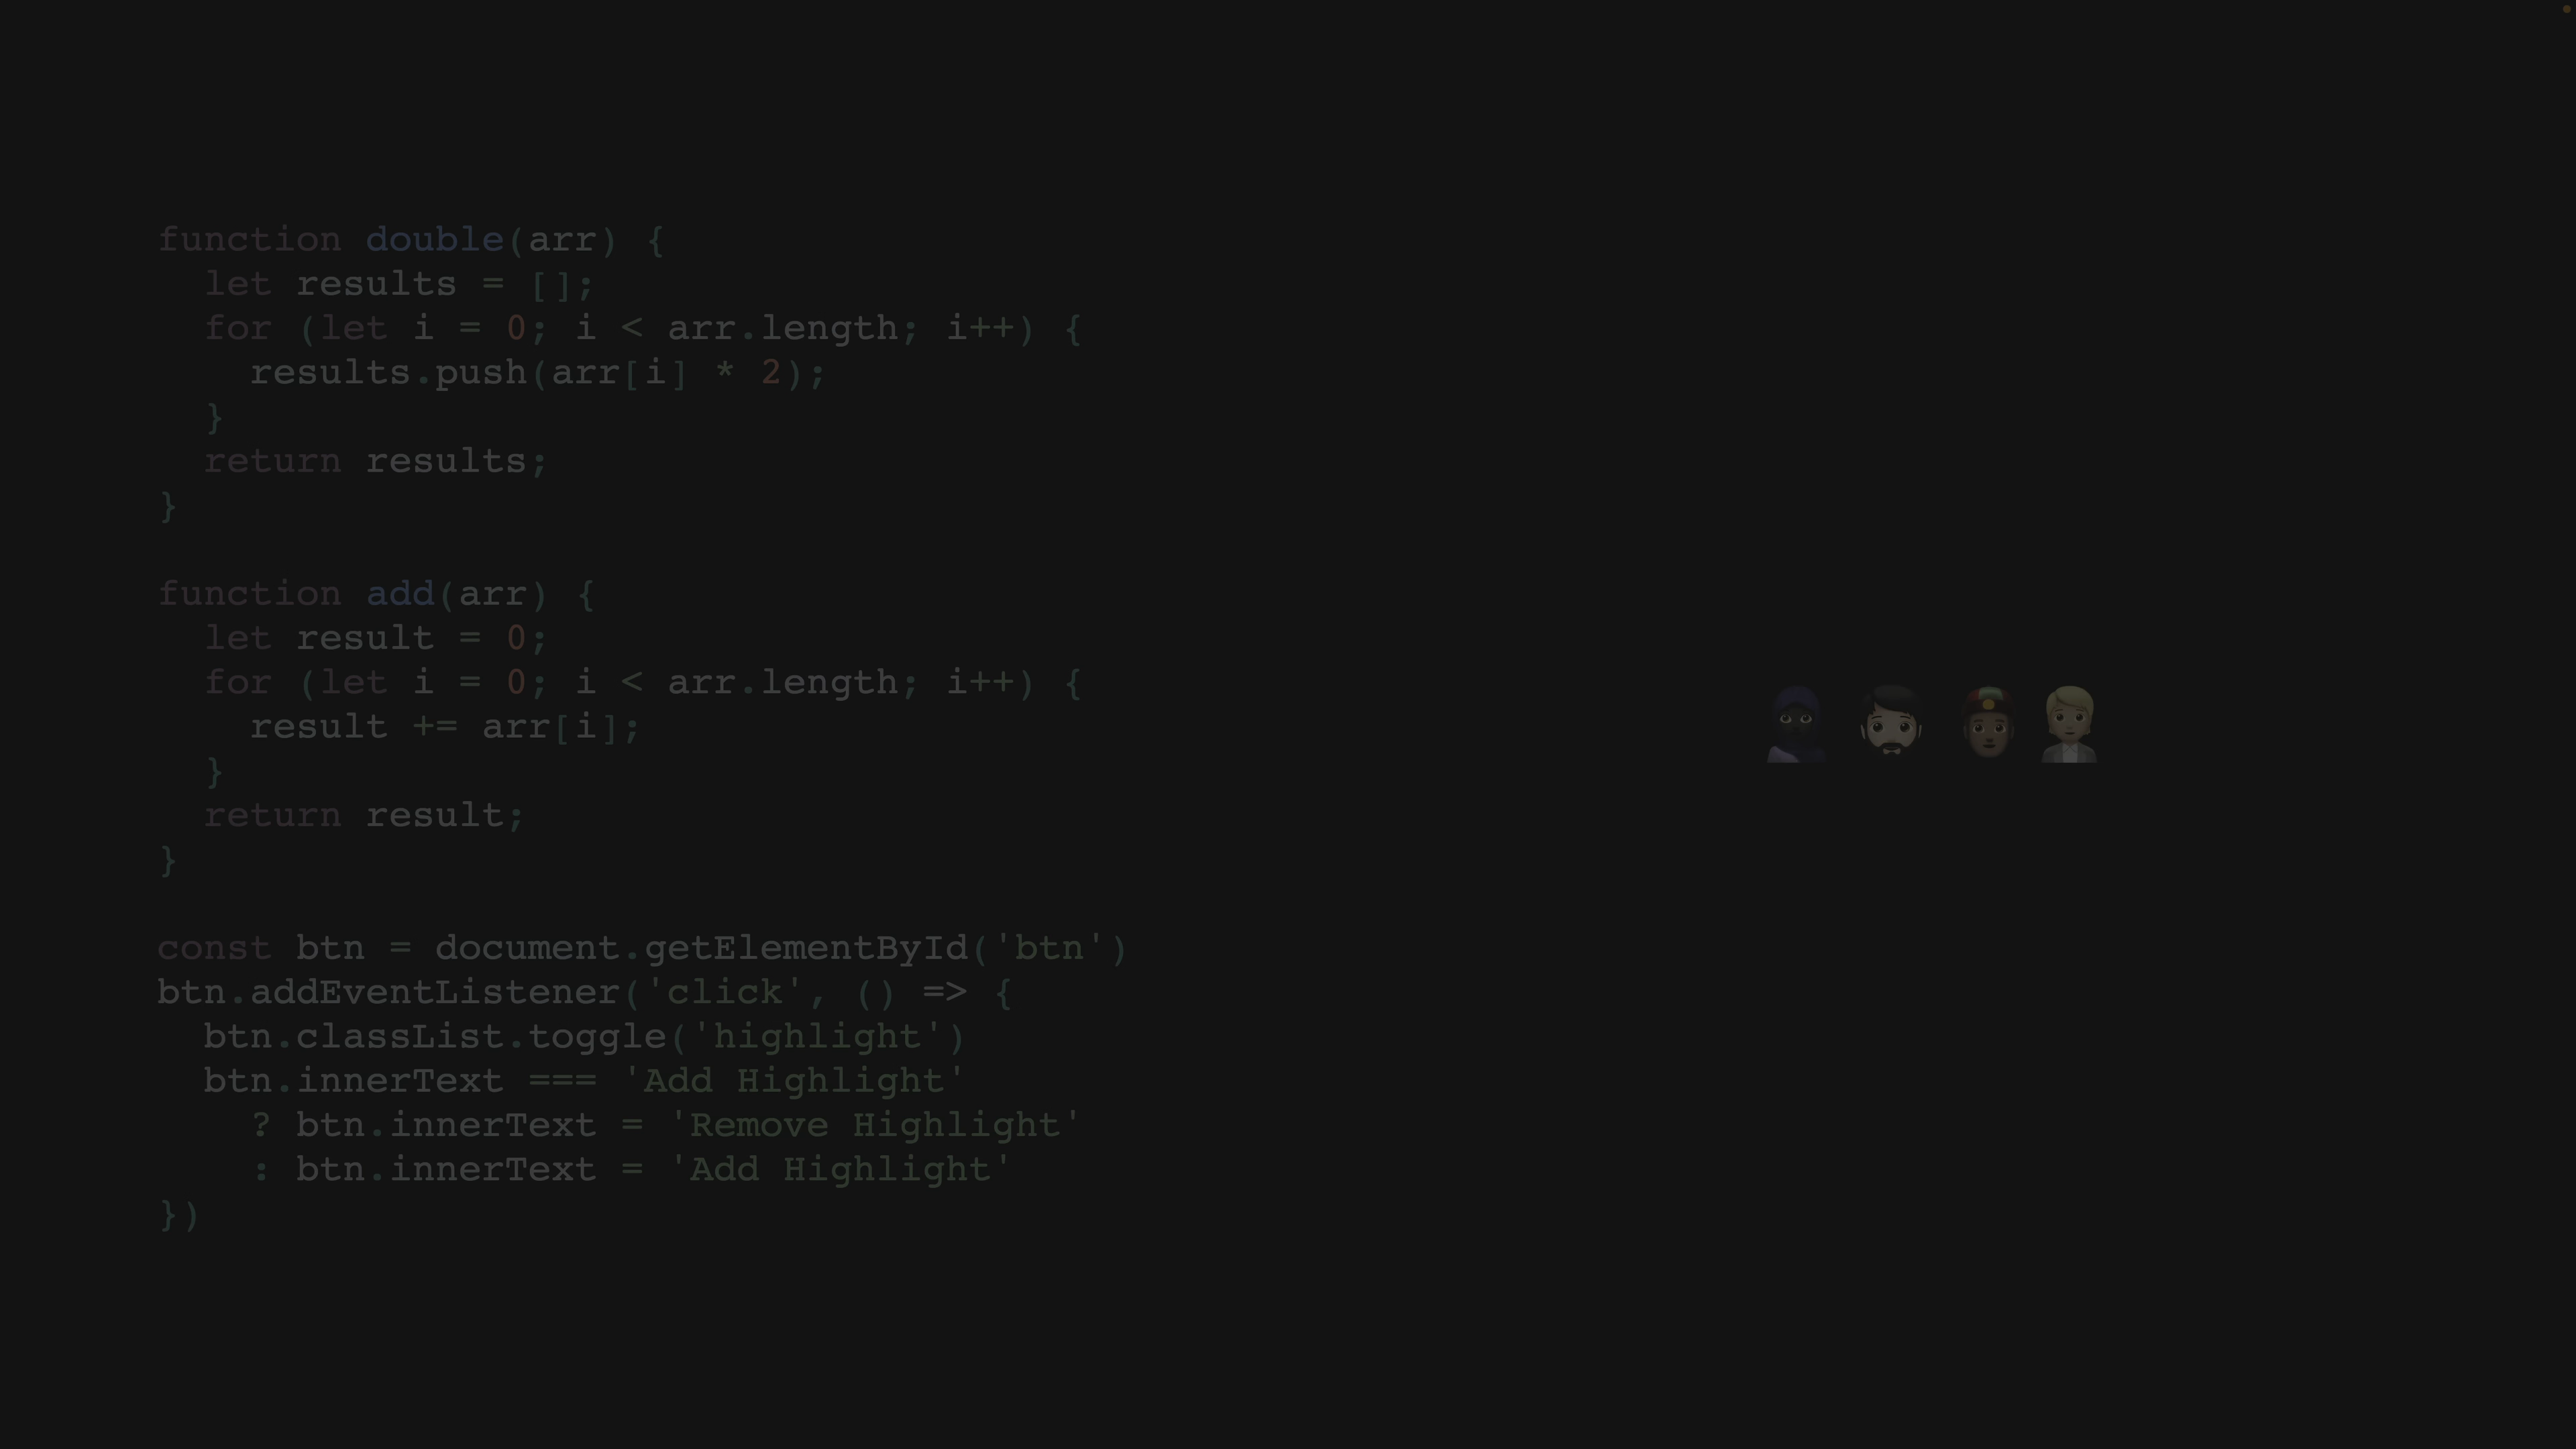 function double(arr) {
  let results = [];
  for (let i = 0; i < arr.length; i++) {
    results.push(arr[i] * 2);
  }
  return results;
}

function add(arr) {
  let result = 0;
  for (let i = 0; i < arr.length; i++) {
    result += arr[i];
  }
  return result;
}

const btn = document.getElementById('btn')
btn.addEventListener('click', () => {
  btn.classList.toggle('highlight')
  btn.innerText === 'Add Highlight'
    ? btn.innerText = 'Remove Highlight'
    : btn.innerText = 'Add Highlight'
})